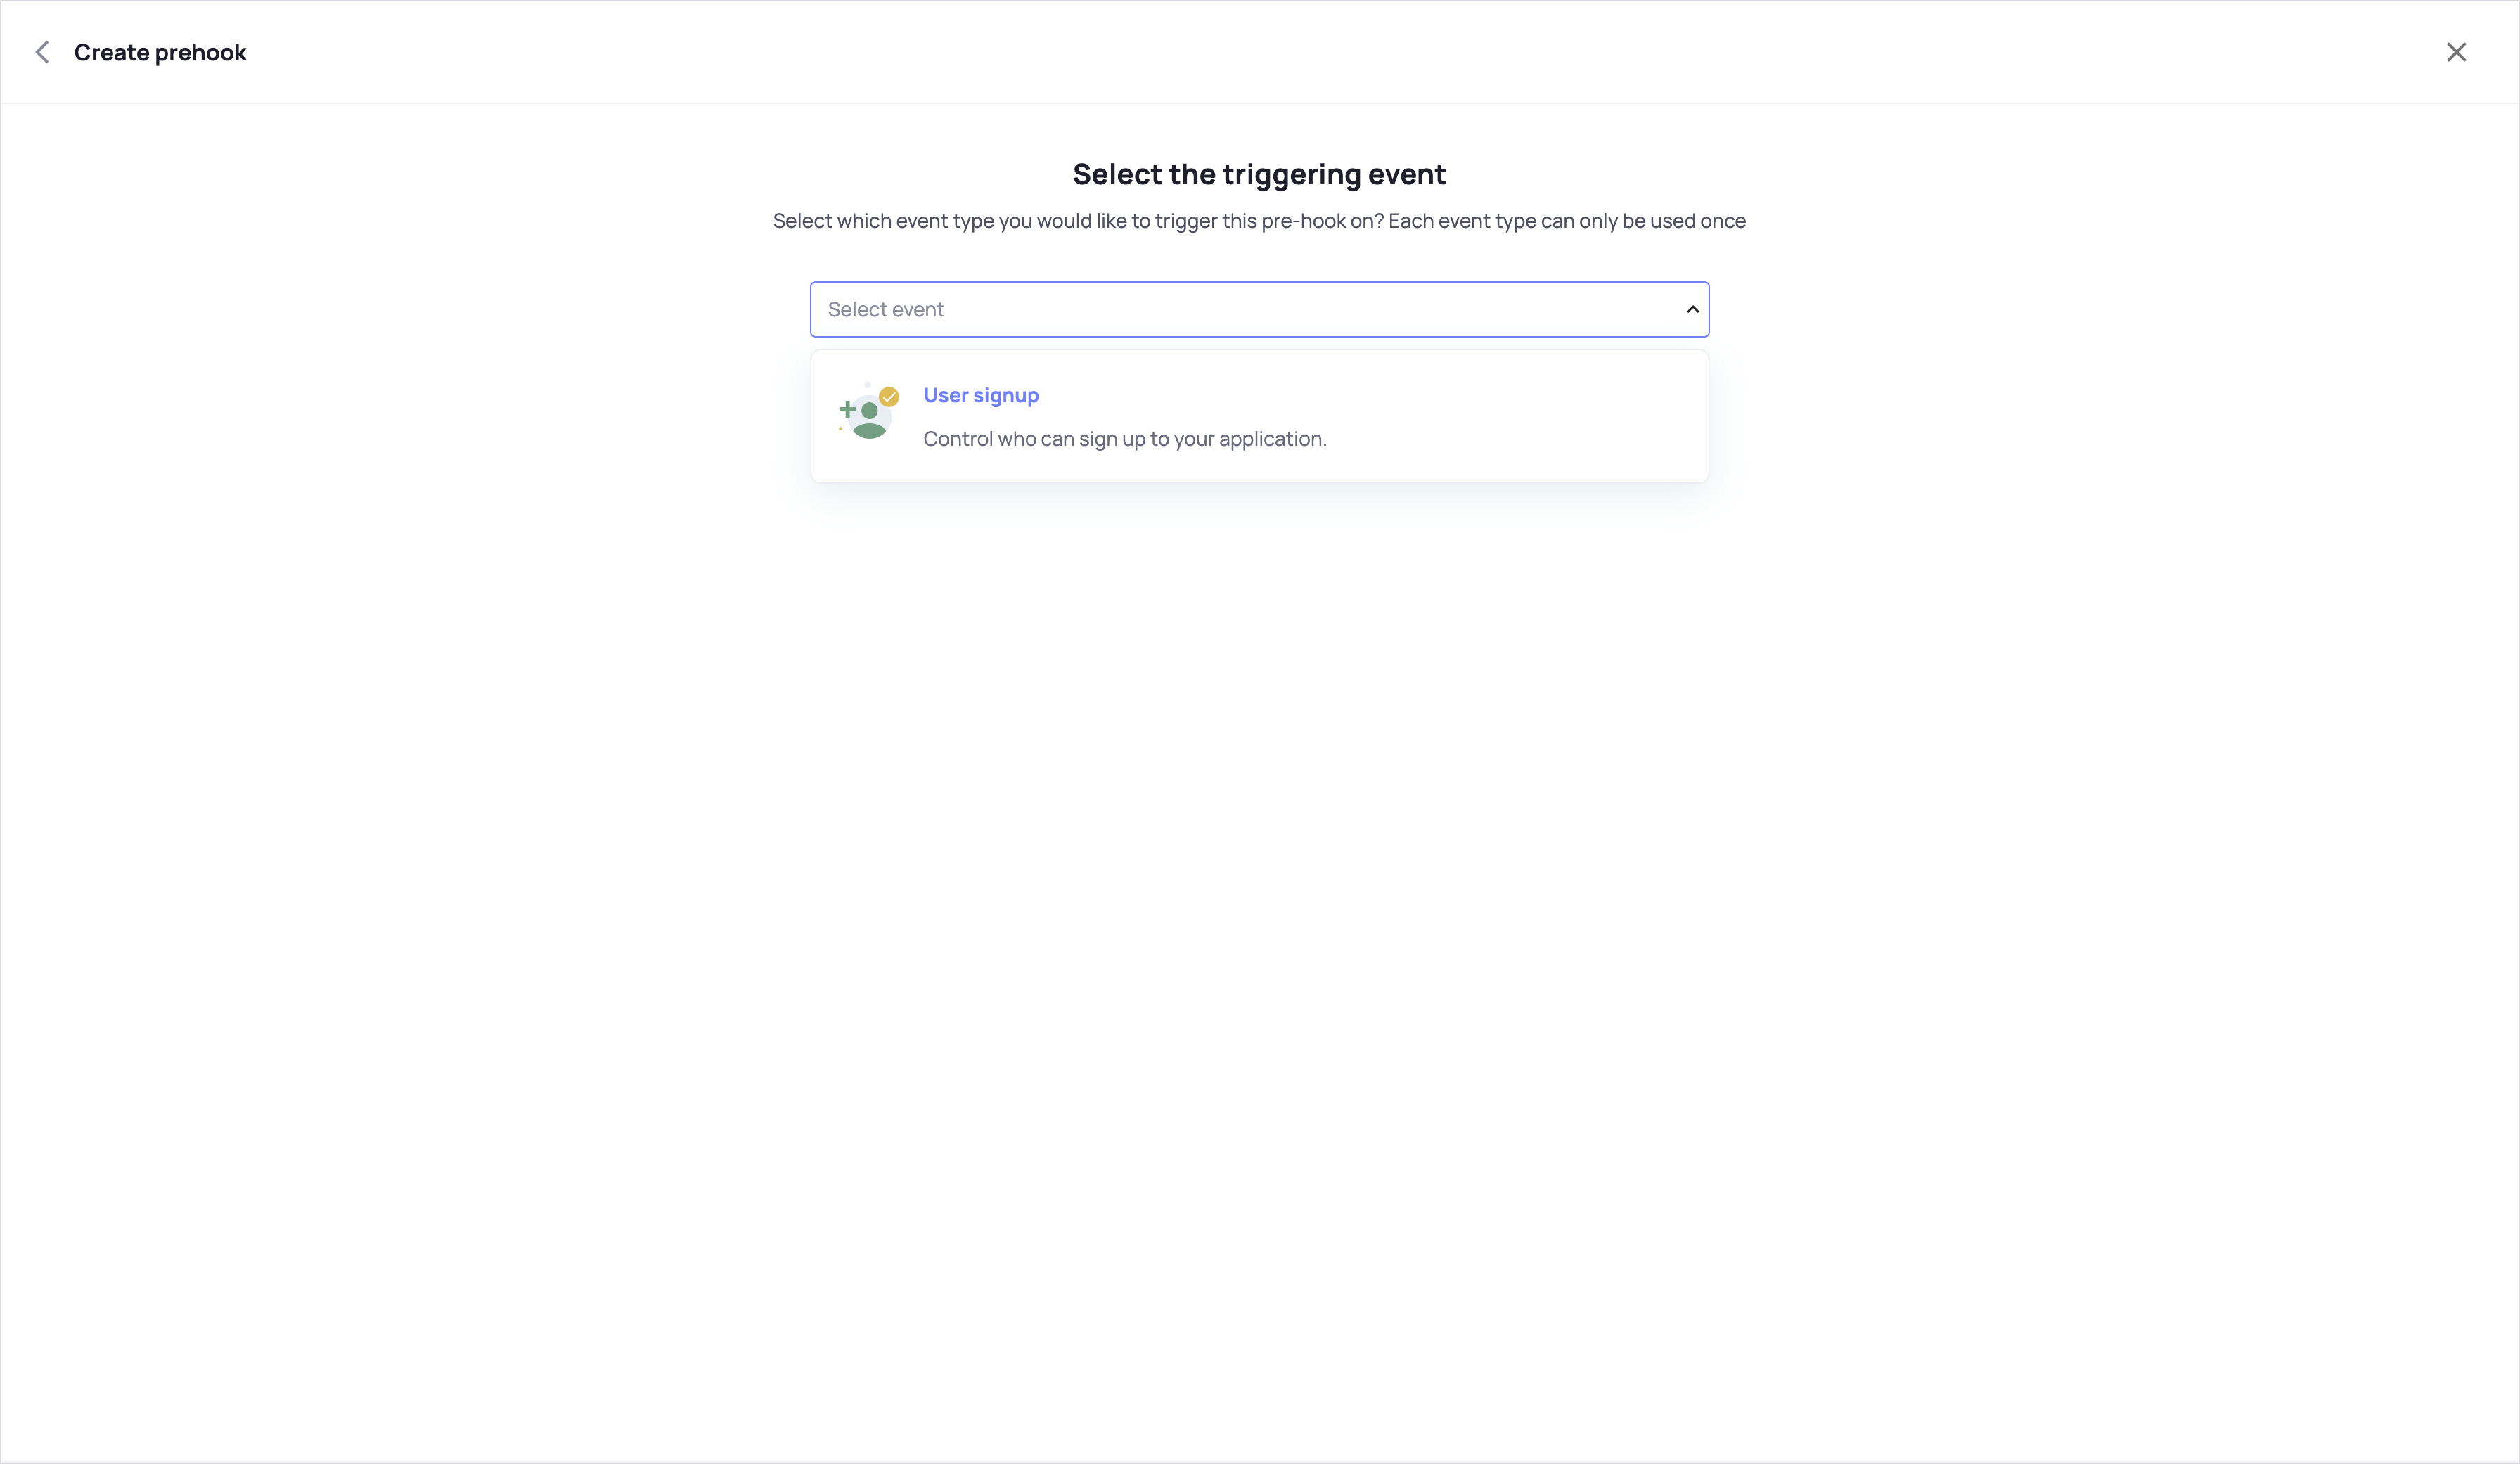 Create prehook
Select the triggering event
Select which event type you would like to trigger this pre-hook on? Each event type can only be used once
Select event
User signup
Control who can sign up to your application.